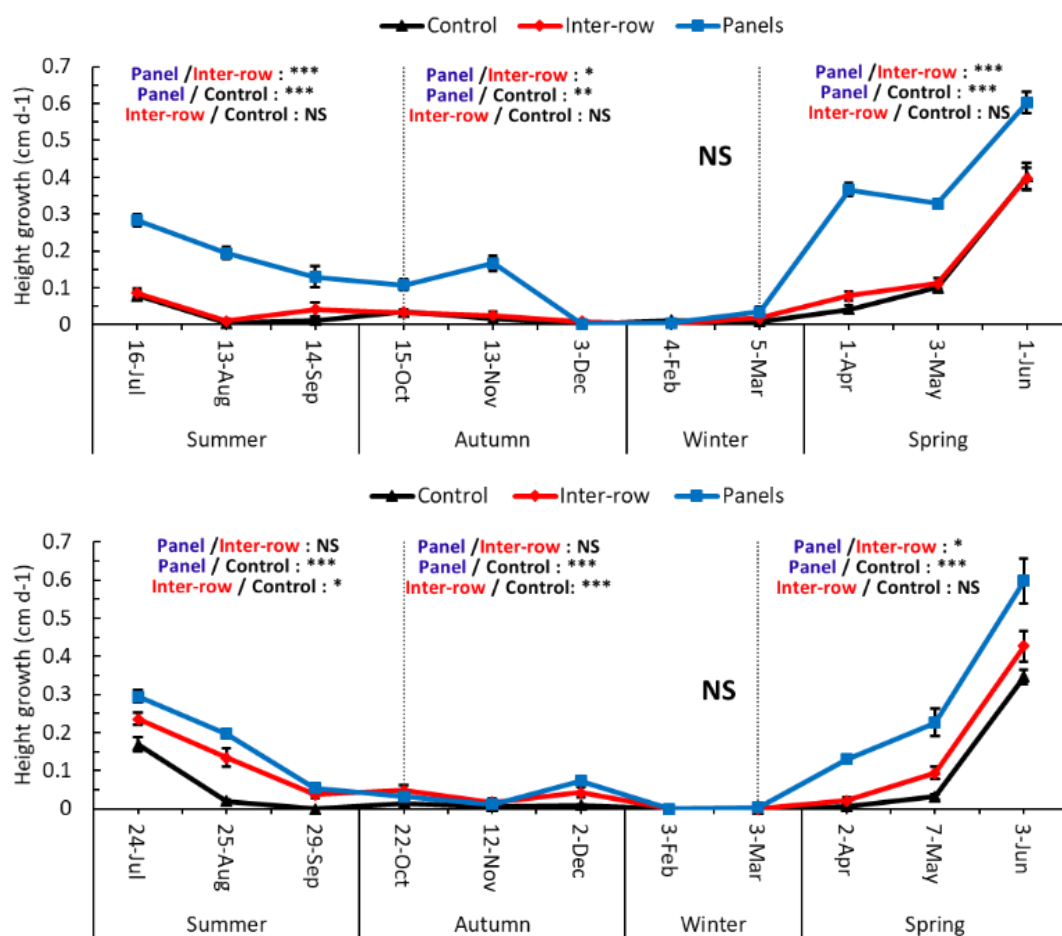 Control Inter-row Panels
Height growth (cm d-1)
0.7
0.6
0.5
0.4
0.3
0.2
0.1
0
Panel /Inter-row : ***
Panel / Control : ***
Inter-row / Control : NS
Panel /Inter-row : *
Panel / Control : **
Inter-row / Control : NS
NS
Panel /Inter-row : ***
Panel / Control : ***
Inter-row / Control : NS
16-Jul 13-Aug 14-Sep 15-Oct 13-Nov 3-Dec 4-Feb 5-Mar 1-Apr 3-May 1-Jun
Summer Autumn Winter Spring
Control Inter-row Panels
Height growth (cm d-1)
0.7
0.6
0.5
0.4
0.3
0.2
0.1
0
Panel /Inter-row : NS
Panel / Control : ***
Inter-row / Control : *
Panel /Inter-row : NS
Panel / Control : ***
Inter-row / Control: ***
NS
Panel /Inter-row : *
Panel / Control : ***
Inter-row / Control : NS
24-Jul 25-Aug 29-Sep 22-Oct 12-Nov 2-Dec 3-Feb 3-Mar 2-Apr 7-May 3-Jun
Summer Autumn Winter Spring